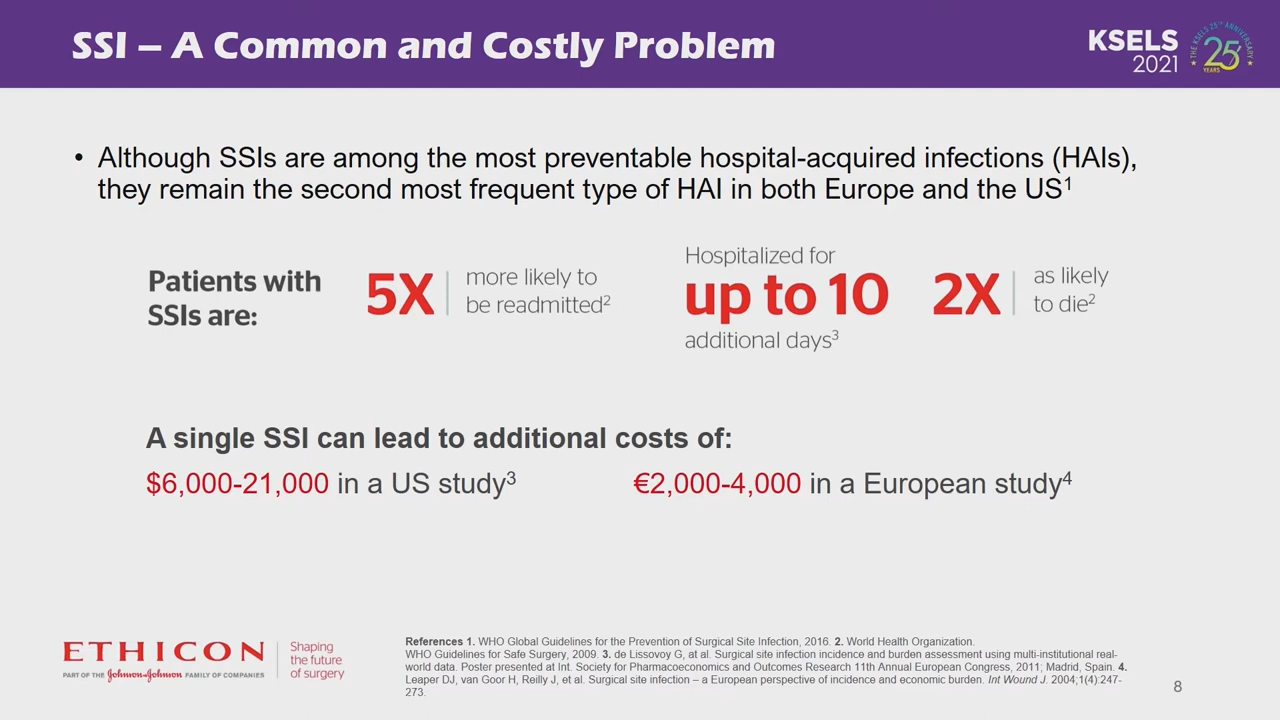 SSI – A Common and Costly Problem
KSELS
2021
THE KSELS 25TH ANNIVERSARY
25
YEARS
• Although SSIs are among the most preventable hospital-acquired infections (HAIs),
they remain the second most frequent type of HAI in both Europe and the US1
Patients with
SSIs are:
5X
more likely to
be readmitted2
Hospitalized for
up to 10
additional days3
2X
as likely
to die2
A single SSI can lead to additional costs of:
$6,000-21,000 in a US study3
€2,000-4,000 in a European study4
ETHICON
PART OF THE Johnson&Johnson FAMILY OF COMPANIES
Shaping
the future
of surgery
References 1. WHO Global Guidelines for the Prevention of Surgical Site Infection, 2016. 2. World Health Organization.
WHO Guidelines for Safe Surgery, 2009. 3. de Lissovoy G, at al. Surgical site infection incidence and burden assessment using multi-institutional real-
world data. Poster presented at Int. Society for Pharmacoeconomics and Outcomes Research 11th Annual European Congress, 2011; Madrid, Spain. 4.
Leaper DJ, van Goor H, Reilly J, et al. Surgical site infection – a European perspective of incidence and economic burden. Int Wound J. 2004;1(4):247-
273.
8